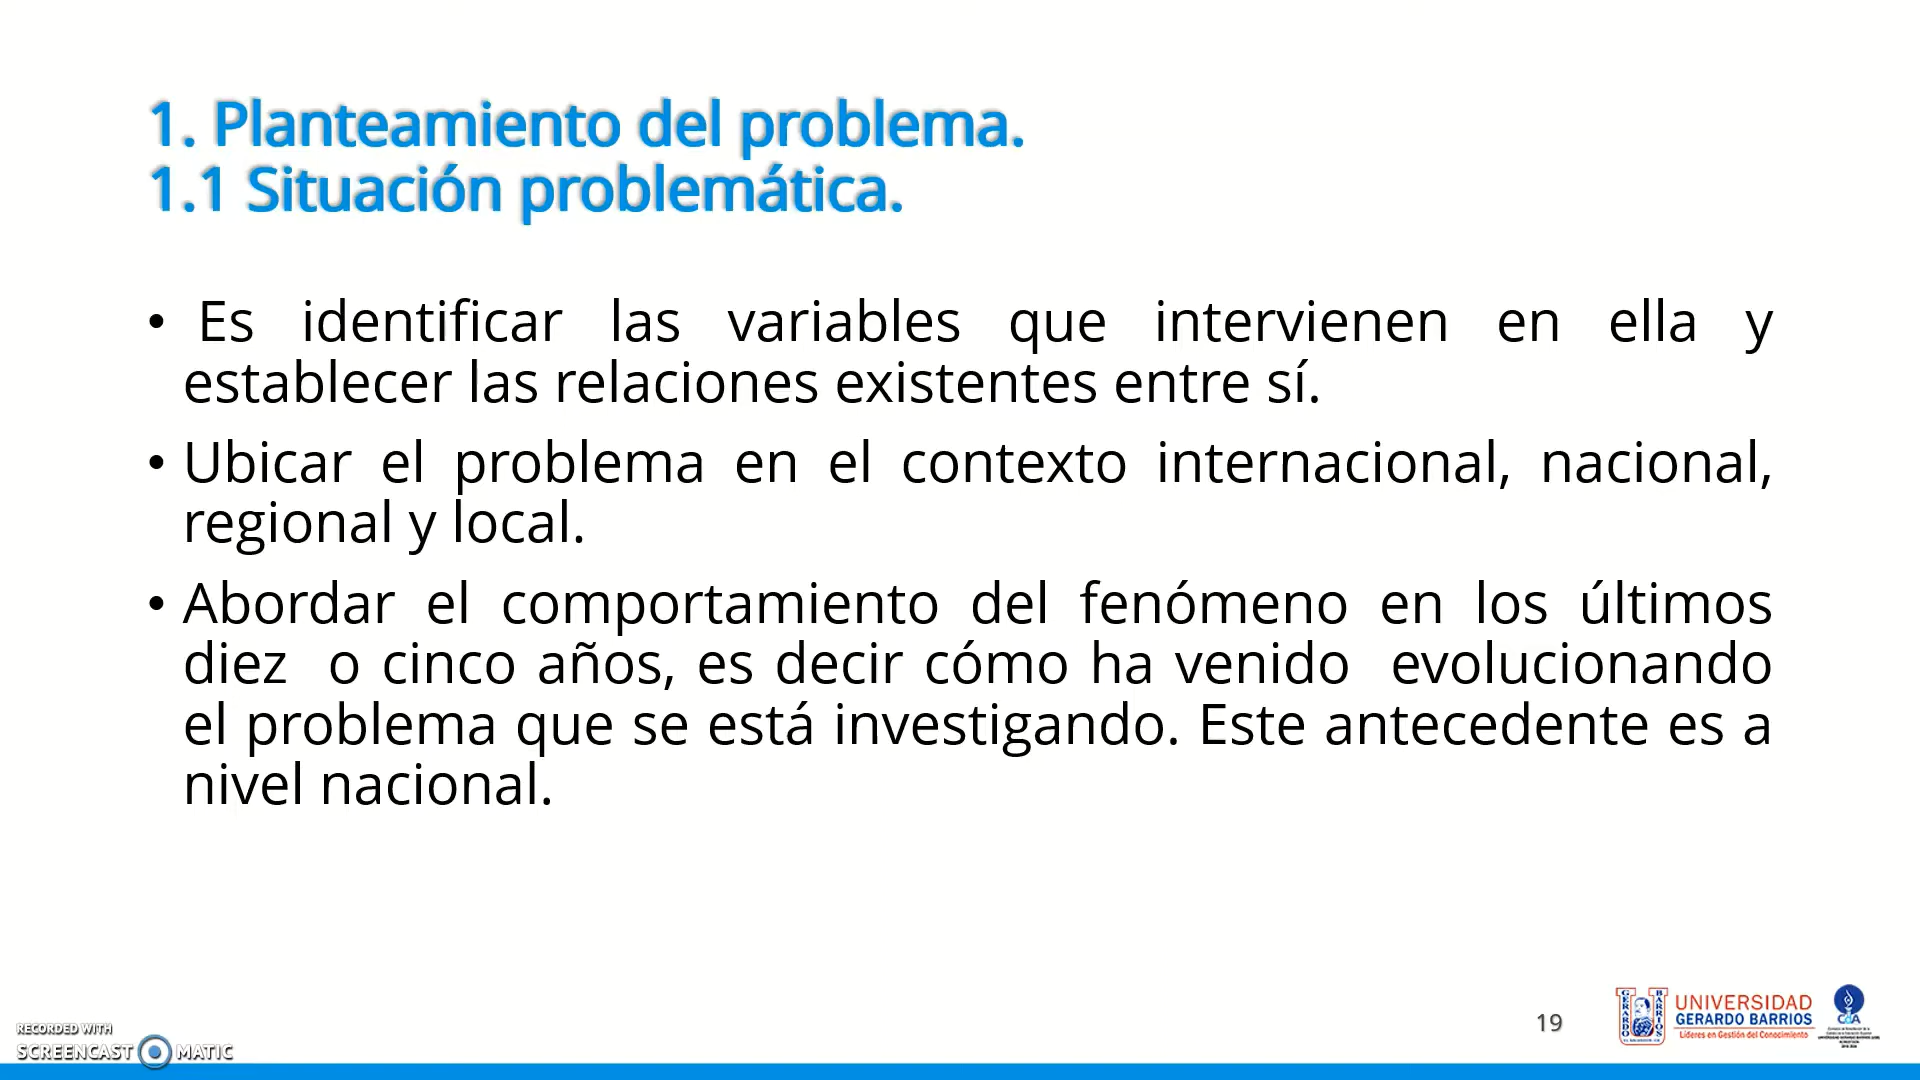 1. Planteamiento del problema.
1.1 Situación problemática.
• Es identificar las variables que intervienen en ella y
establecer las relaciones existentes entre sí.
• Ubicar el problema en el contexto internacional, nacional,
regional y local.
• Abordar el comportamiento del fenómeno en los últimos
diez o cinco años, es decir cómo ha venido evolucionando
el problema que se está investigando. Este antecedente es a
nivel nacional.
19
GERARDO
BARRIOS
UNIVERSIDAD
GERARDO BARRIOS
Líderes en Gestión del Conocimiento
RECORDED WITH
SCREENCAST MATIC